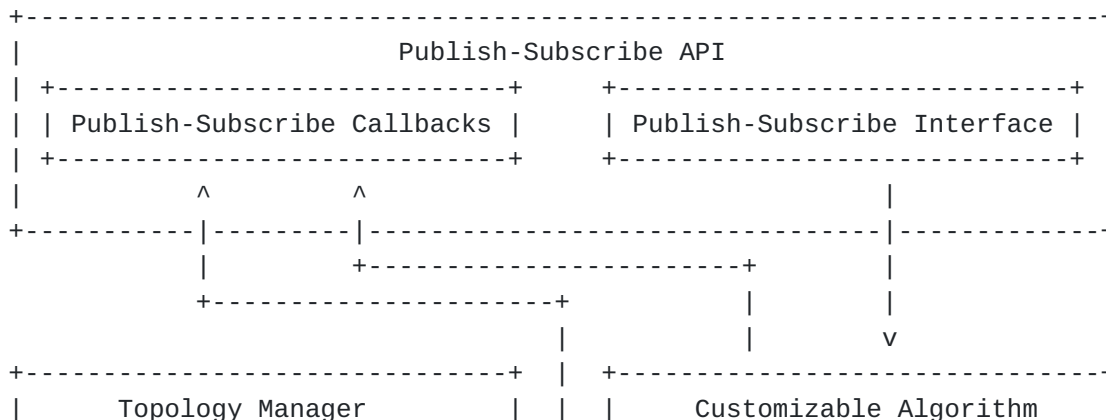 Publish-Subscribe API
Publish-Subscribe Callbacks
Publish-Subscribe Interface
Topology Manager
Customizable Algorithm